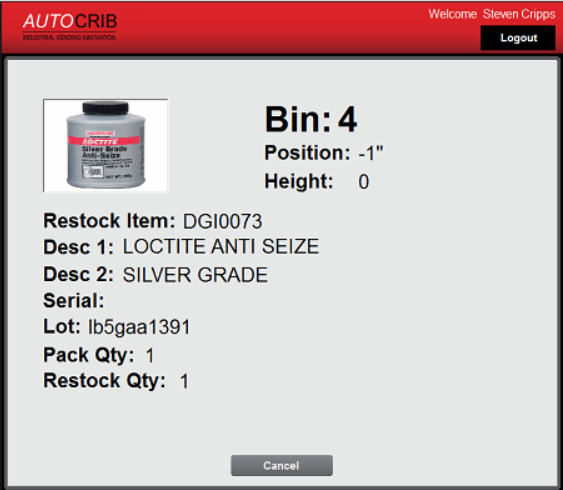 AUTOCRIB
INDUSTRIAL VENDING INNOVATION
Welcome Steven Cripps
Logout
LOCTITE
Silver Grade
Anti-Seize
Bin: 4
Position: -1"
Height: 0
Restock Item: DGI0073
Desc 1: LOCTITE ANTI SEIZE
Desc 2: SILVER GRADE
Serial:
Lot: lb5gaa1391
Pack Qty: 1
Restock Qty: 1
Cancel